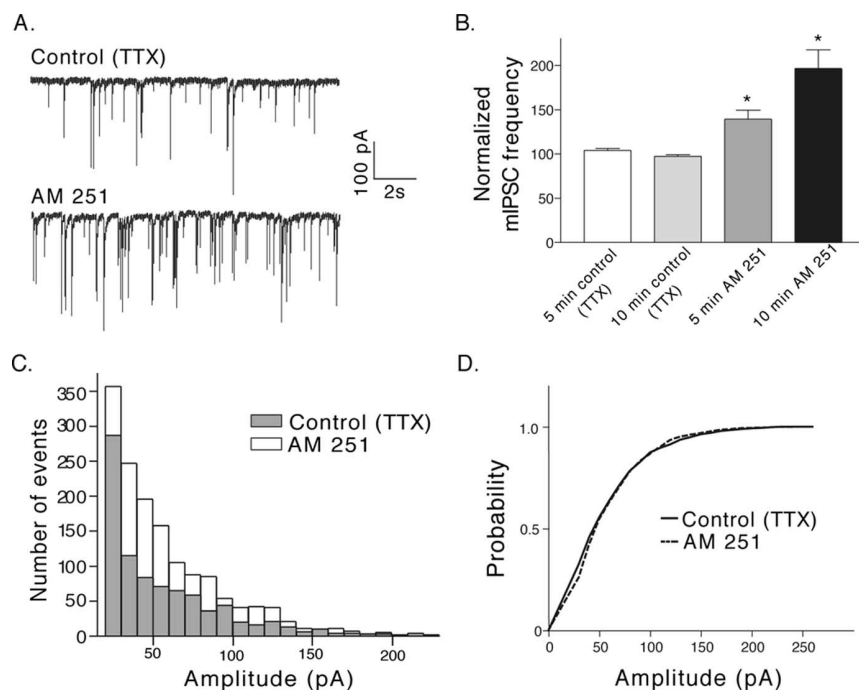 A.
Control (TTX)
100 pA
2s
AM 251
B.
Normalized
mIPSC frequency
200
150
100
50
0
*
*
5 min control
(TTX)
10 min control
(TTX)
5 min AM 251
10 min AM 251
C.
Number of events
350
300
250
200
150
100
50
0
Control (TTX)
AM 251
50
100
150
200
Amplitude (pA)
D.
Probability
1.0
0.5
0
Control (TTX)
AM 251
0
50
100
150
200
250
Amplitude (pA)